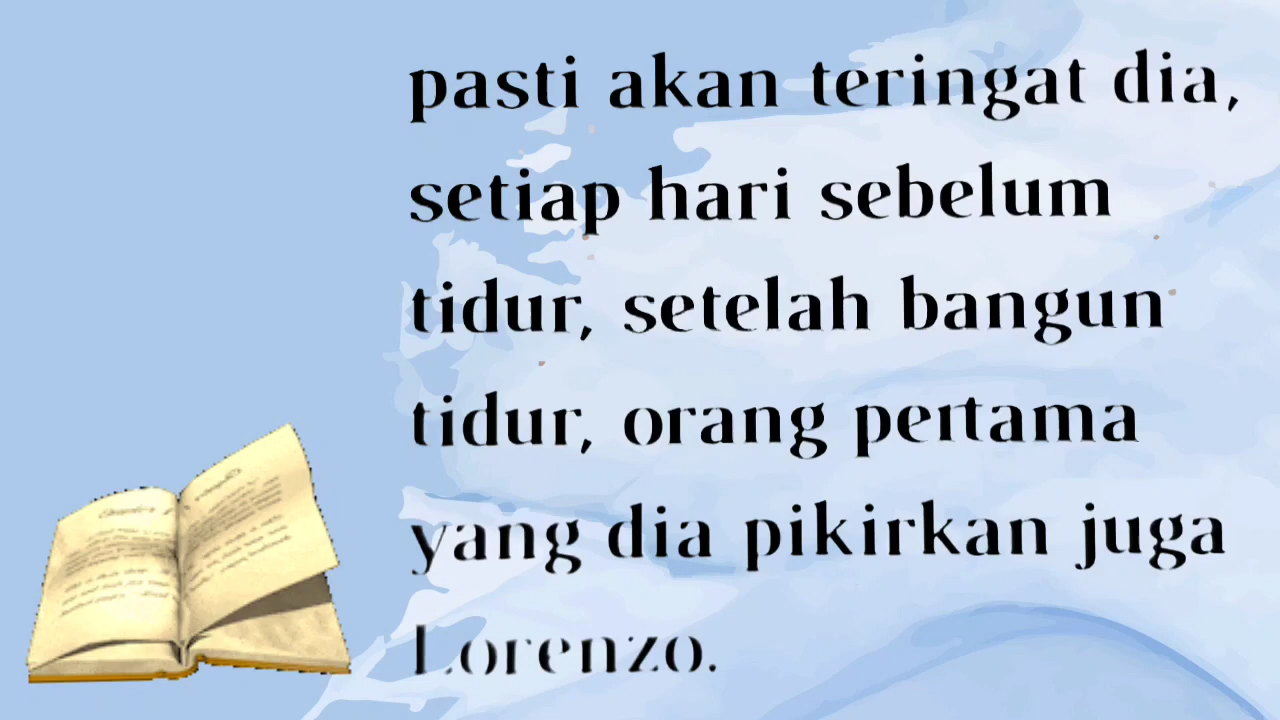 pasti akan teringat dia,
setiap hari sebelum
tidur, setelah bangun
tidur, orang pertama
yang dia pikirkan juga
Lorenzo.